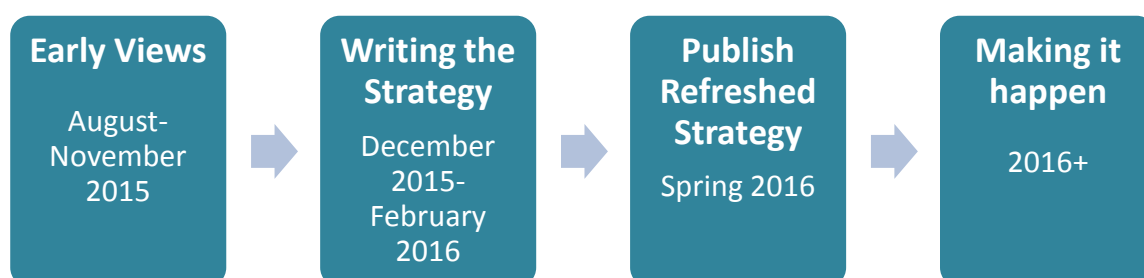 Early Views
August-
November
2015
Writing the
Strategy
December
2015-
February
2016
Publish
Refreshed
Strategy
Spring 2016
Making it
happen
2016+